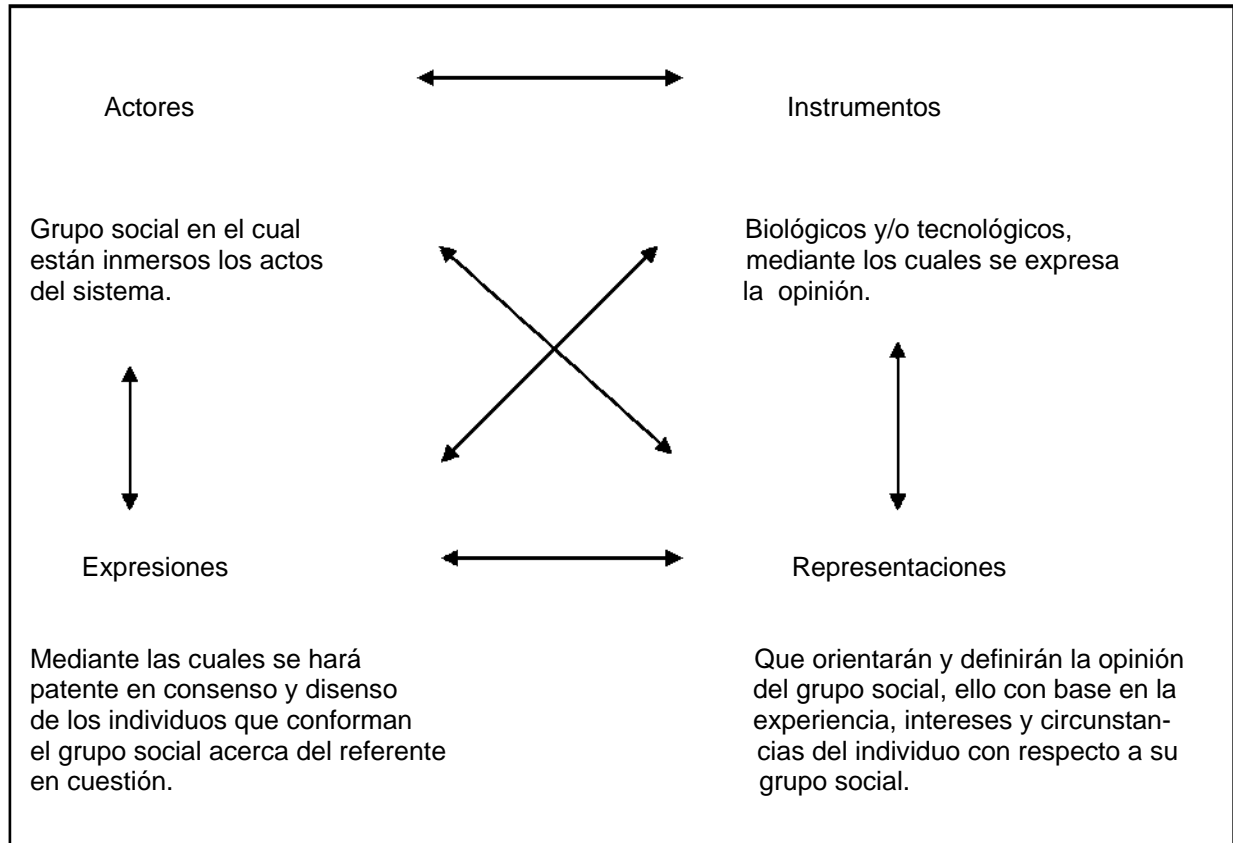 Actores
Instrumentos
Grupo social en el cual
están inmersos los actos
del sistema.
Biológicos y/o tecnológicos,
mediante los cuales se expresa
la opinión.
Expresiones
Representaciones
Mediante las cuales se hará
patente en consenso y disenso
de los individuos que conforman
el grupo social acerca del referente
en cuestión.
Que orientarán y definirán la opinión
del grupo social, ello con base en la
experiencia, intereses y circunstan-
cias del individuo con respecto a su
grupo social.